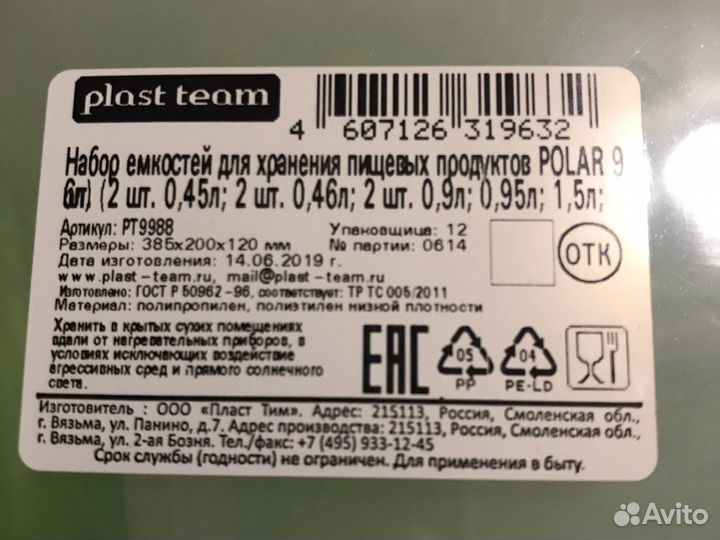 plast team
4 607126 319632
Набор емкостей для хранения пищевых продуктов POLAR 9
6л) (2 шт. 0,45л; 2 шт. 0,46л; 2 шт. 0,9л; 0,95л; 1,5л;
Артикул: PT9988
Упаковщица: 12
Размеры: 385x200x120 мм
№ партии: 0614
Дата изготовления: 14.06.2019 г.
www.plast-team.ru, mail@plast-team.ru
Изготовлено: ГОСТ Р 50962-96, соответствует: ТР ТС 005/2011
Материал: полипропилен, полиэтилен низкой плотности
ОТК
Хранить в крытых сухих помещениях
вдали от нагревательных приборов, в
условиях исключающих воздействие
агрессивных сред и прямого солнечного
света.
EAC
05
PP
04
PE-LD
Изготовитель: ООО «Пласт Тим». Адрес: 215113, Россия, Смоленская обл.,
г. Вязьма, ул. Панино, д.7. Адрес производства: 215113, Россия, Смоленская обл.,
г. Вязьма, ул. 2-ая Бозня. Тел./факс: +7 (495) 933-12-45
Срок службы (годности) не ограничен. Для применения в быту.
Avito